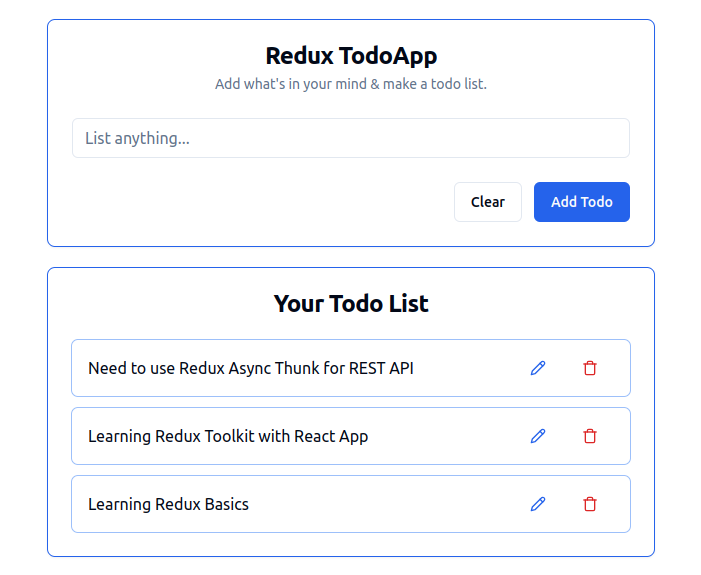 Redux TodoApp
Add what's in your mind & make a todo list.
List anything...
Clear
Add Todo
Your Todo List
Need to use Redux Async Thunk for REST API
Learning Redux Toolkit with React App
Learning Redux Basics